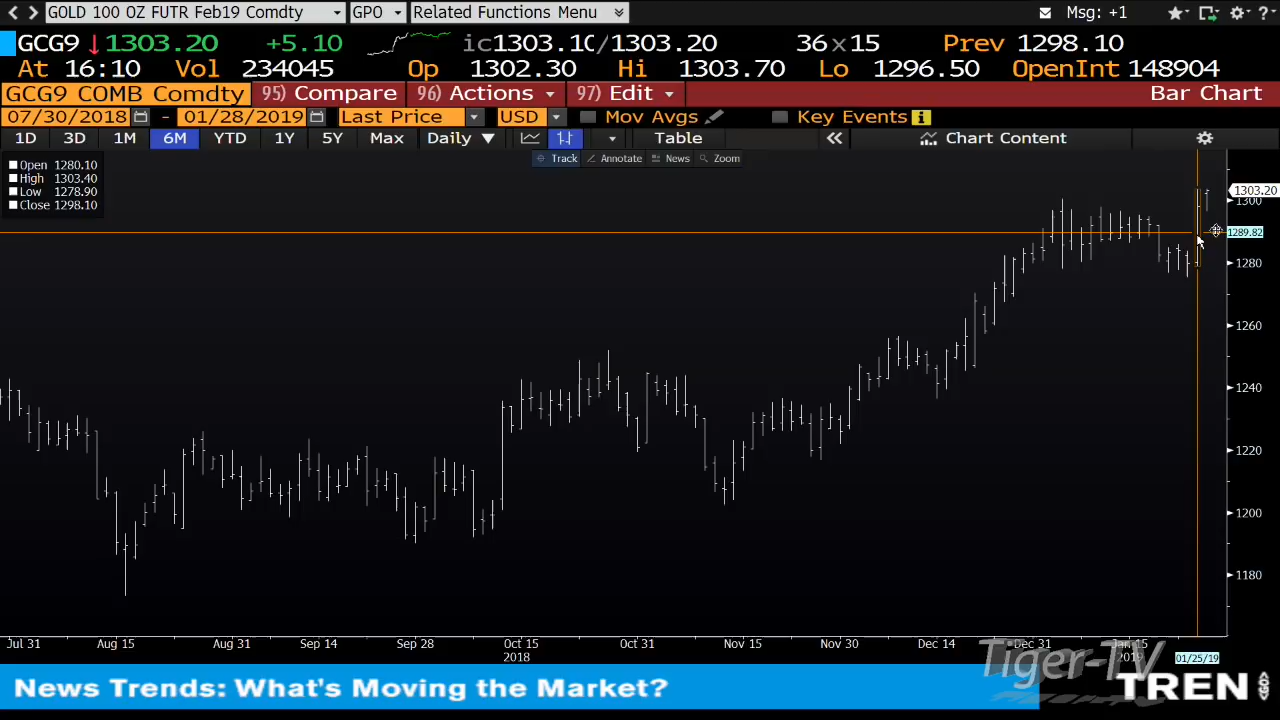 GOLD 100 OZ FUTR Feb19 Comdty GPO Related Functions Menu Msg: +1 ?
GCG9 ↓1303.20 +5.10 ic1303.10/1303.20 36x15 Prev 1298.10
At 16:10 Vol 234045 Op 1302.30 Hi 1303.70 Lo 1296.50 OpenInt 148904
GCG9 COMB Comdty 95) Compare 96) Actions 97) Edit Bar Chart
07/30/2018 - 01/28/2019 Last Price USD Mov Avgs Key Events i
1D 3D 1M 6M YTD 1Y 5Y Max Daily ▼ Table « Chart Content
Track Annotate News Zoom
Open 1280.10
High 1303.40
Low 1278.90
Close 1298.10
1303.20
1300
1289.82
1280
1260
1240
1220
1200
1180
Jul 31 Aug 15 Aug 31 Sep 14 Sep 28 Oct 15 Oct 31 Nov 15 Nov 30 Dec 14 Dec 31 Jan 15
2018 2019 01/25/19
Tiger-TV
News Trends: What's Moving the Market?
TREN